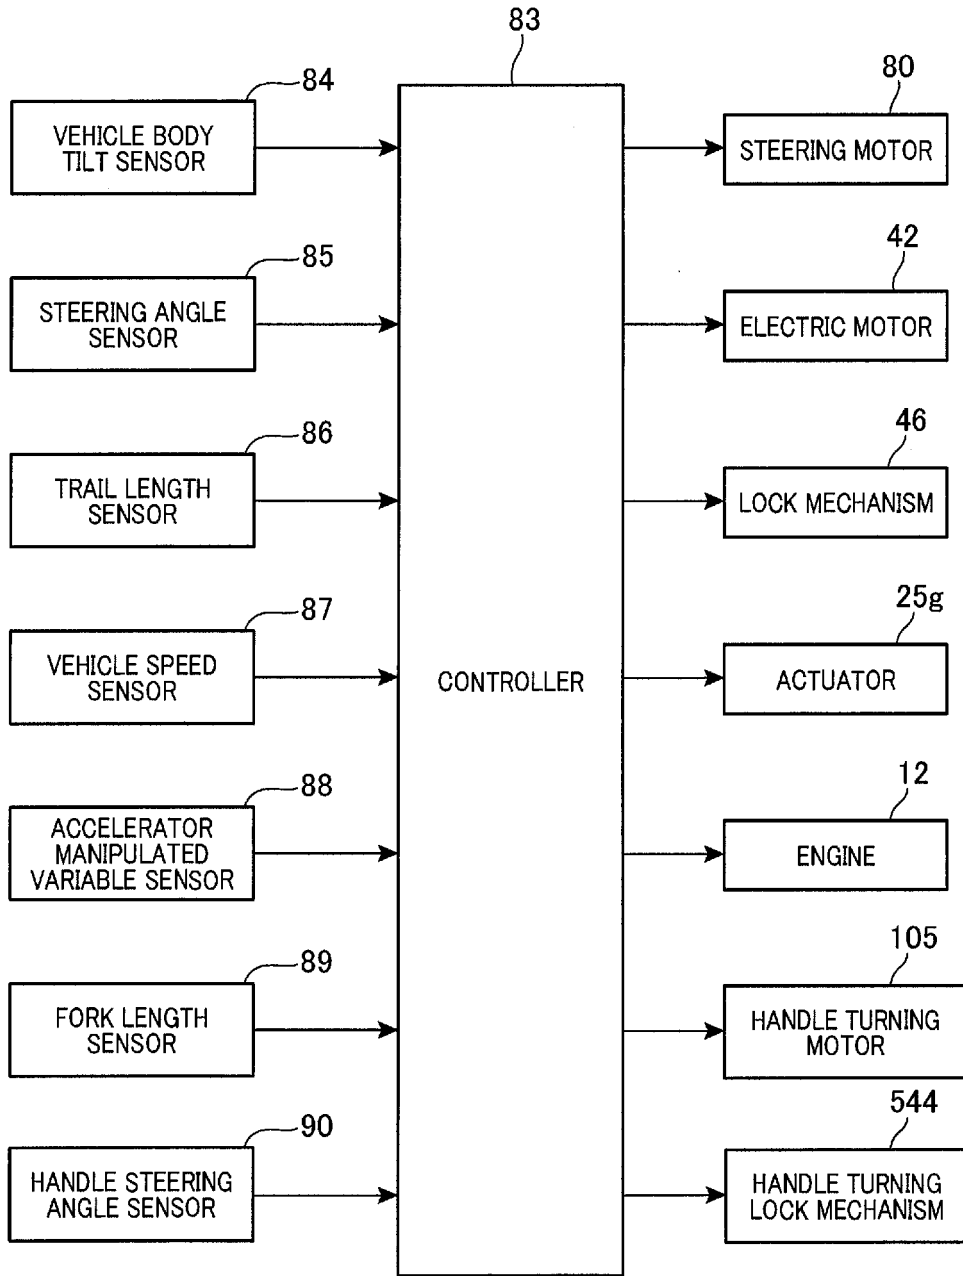 83
84
VEHICLE BODY
TILT SENSOR
85
STEERING ANGLE
SENSOR
86
TRAIL LENGTH
SENSOR
87
VEHICLE SPEED
SENSOR
88
ACCELERATOR
MANIPULATED
VARIABLE SENSOR
89
FORK LENGTH
SENSOR
90
HANDLE STEERING
ANGLE SENSOR
CONTROLLER
80
STEERING MOTOR
42
ELECTRIC MOTOR
46
LOCK MECHANISM
25g
ACTUATOR
12
ENGINE
105
HANDLE TURNING
MOTOR
544
HANDLE TURNING
LOCK MECHANISM